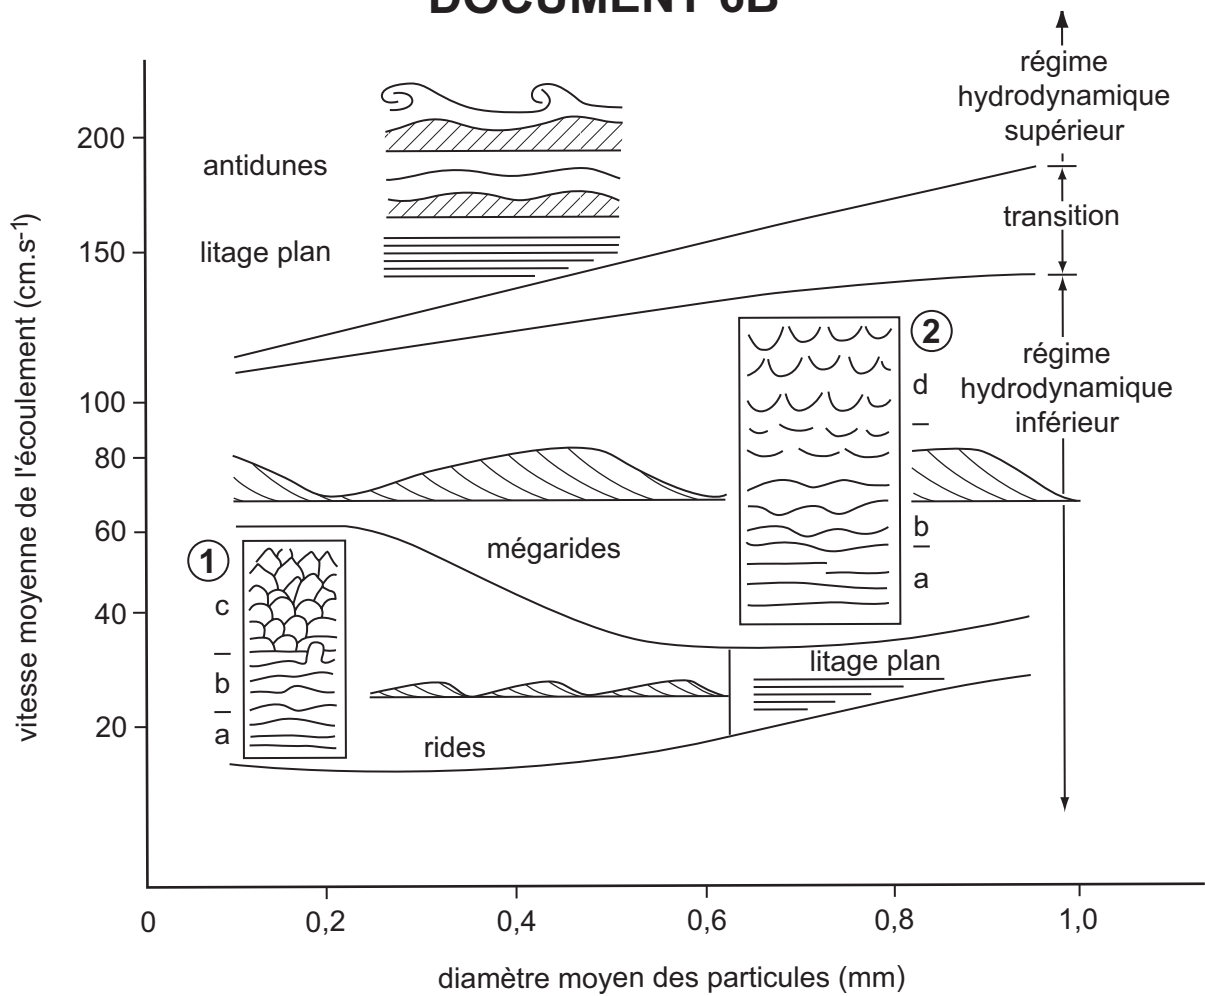 DOCUMENT 6B
régime
hydrodynamique
supérieur
transition
régime
hydrodynamique
inférieur
vitesse moyenne de l'écoulement (cm.s-1)
200
150
100
80
60
40
20
antidunes
litage plan
mégarides
rides
litage plan
1
c
b
a
2
d
b
a
0
0,2
0,4
0,6
0,8
1,0
diamètre moyen des particules (mm)